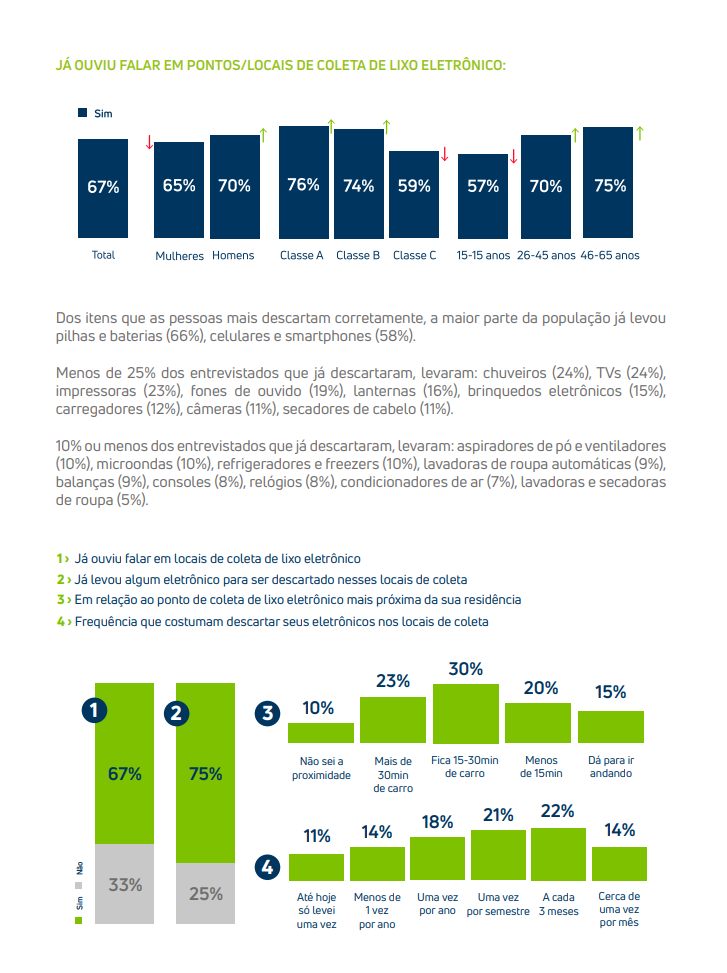 JÁ OUVIU FALAR EM PONTOS/LOCAIS DE COLETA DE LIXO ELETRÔNICO:
Sim
67% 65% 70% 76% 74% 59% 57% 70% 75%
Total Mulheres Homens Classe A Classe B Classe C 15-15 anos 26-45 anos 46-65 anos
Dos itens que as pessoas mais descartam corretamente, a maior parte da população já levou
pilhas e baterias (66%), celulares e smartphones (58%).
Menos de 25% dos entrevistados que já descartaram, levaram: chuveiros (24%), TVs (24%),
impressoras (23%), fones de ouvido (19%), lanternas (16%), brinquedos eletrônicos (15%),
carregadores (12%), câmeras (11%), secadores de cabelo (11%).
10% ou menos dos entrevistados que já descartaram, levaram: aspiradores de pó e ventiladores
(10%), microondas (10%), refrigeradores e freezers (10%), lavadoras de roupa automáticas (9%),
balanças (9%), consoles (8%), relógios (8%), condicionadores de ar (7%), lavadoras e secadoras
de roupa (5%).
1 › Já ouviu falar em locais de coleta de lixo eletrônico
2 › Já levou algum eletrônico para ser descartado nesses locais de coleta
3 › Em relação ao ponto de coleta de lixo eletrônico mais próxima da sua residência
4 › Frequência que costumam descartar seus eletrônicos nos locais de coleta
1
67%
33%
2
75%
25%
Sim Não
3
10% 23% 30% 20% 15%
Não sei a
proximidade
Mais de
30min
de carro
Fica 15-30min
de carro
Menos
de 15min
Dá para ir
andando
4
11% 14% 18% 21% 22% 14%
Até hoje
só levei
uma vez
Menos de
1 vez
por ano
Uma vez
por ano
Uma vez
por semestre
A cada
3 meses
Cerca de
uma vez
por mês